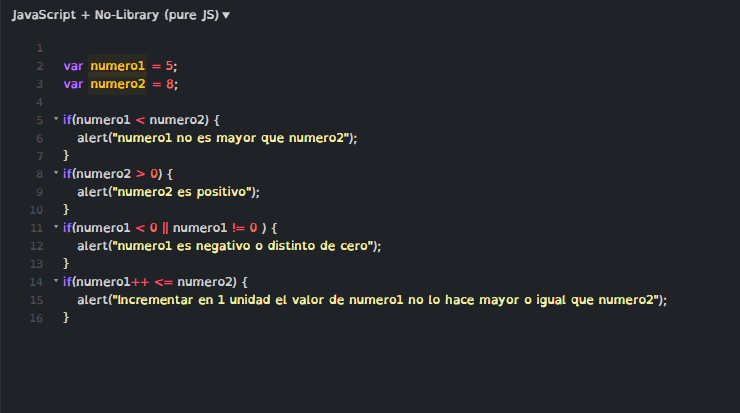 JavaScript + No-Library (pure JS) ▼
1
2 var numero1 = 5;
3 var numero2 = 8;
4
5 if(numero1 < numero2) {
6 alert("numero1 no es mayor que numero2");
7 }
8 if(numero2 > 0) {
9 alert("numero2 es positivo");
10 }
11 if(numero1 < 0 || numero1 != 0 ) {
12 alert("numero1 es negativo o distinto de cero");
13 }
14 if(numero1++ <= numero2) {
15 alert("Incrementar en 1 unidad el valor de numero1 no lo hace mayor o igual que numero2");
16 }